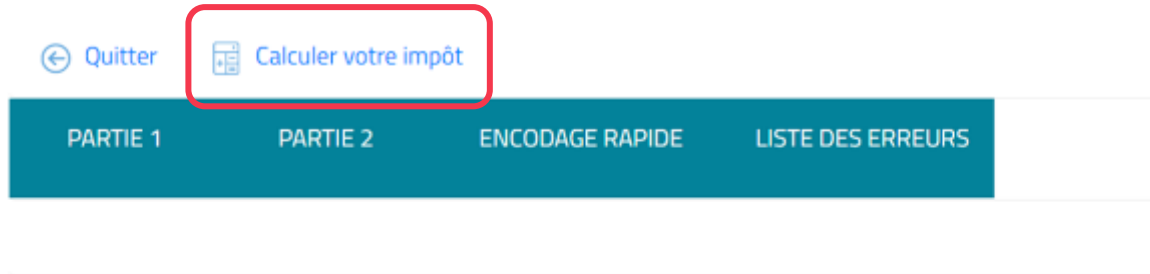 Quitter Calculer votre impôt
PARTIE 1 PARTIE 2 ENCODAGE RAPIDE LISTE DES ERREURS